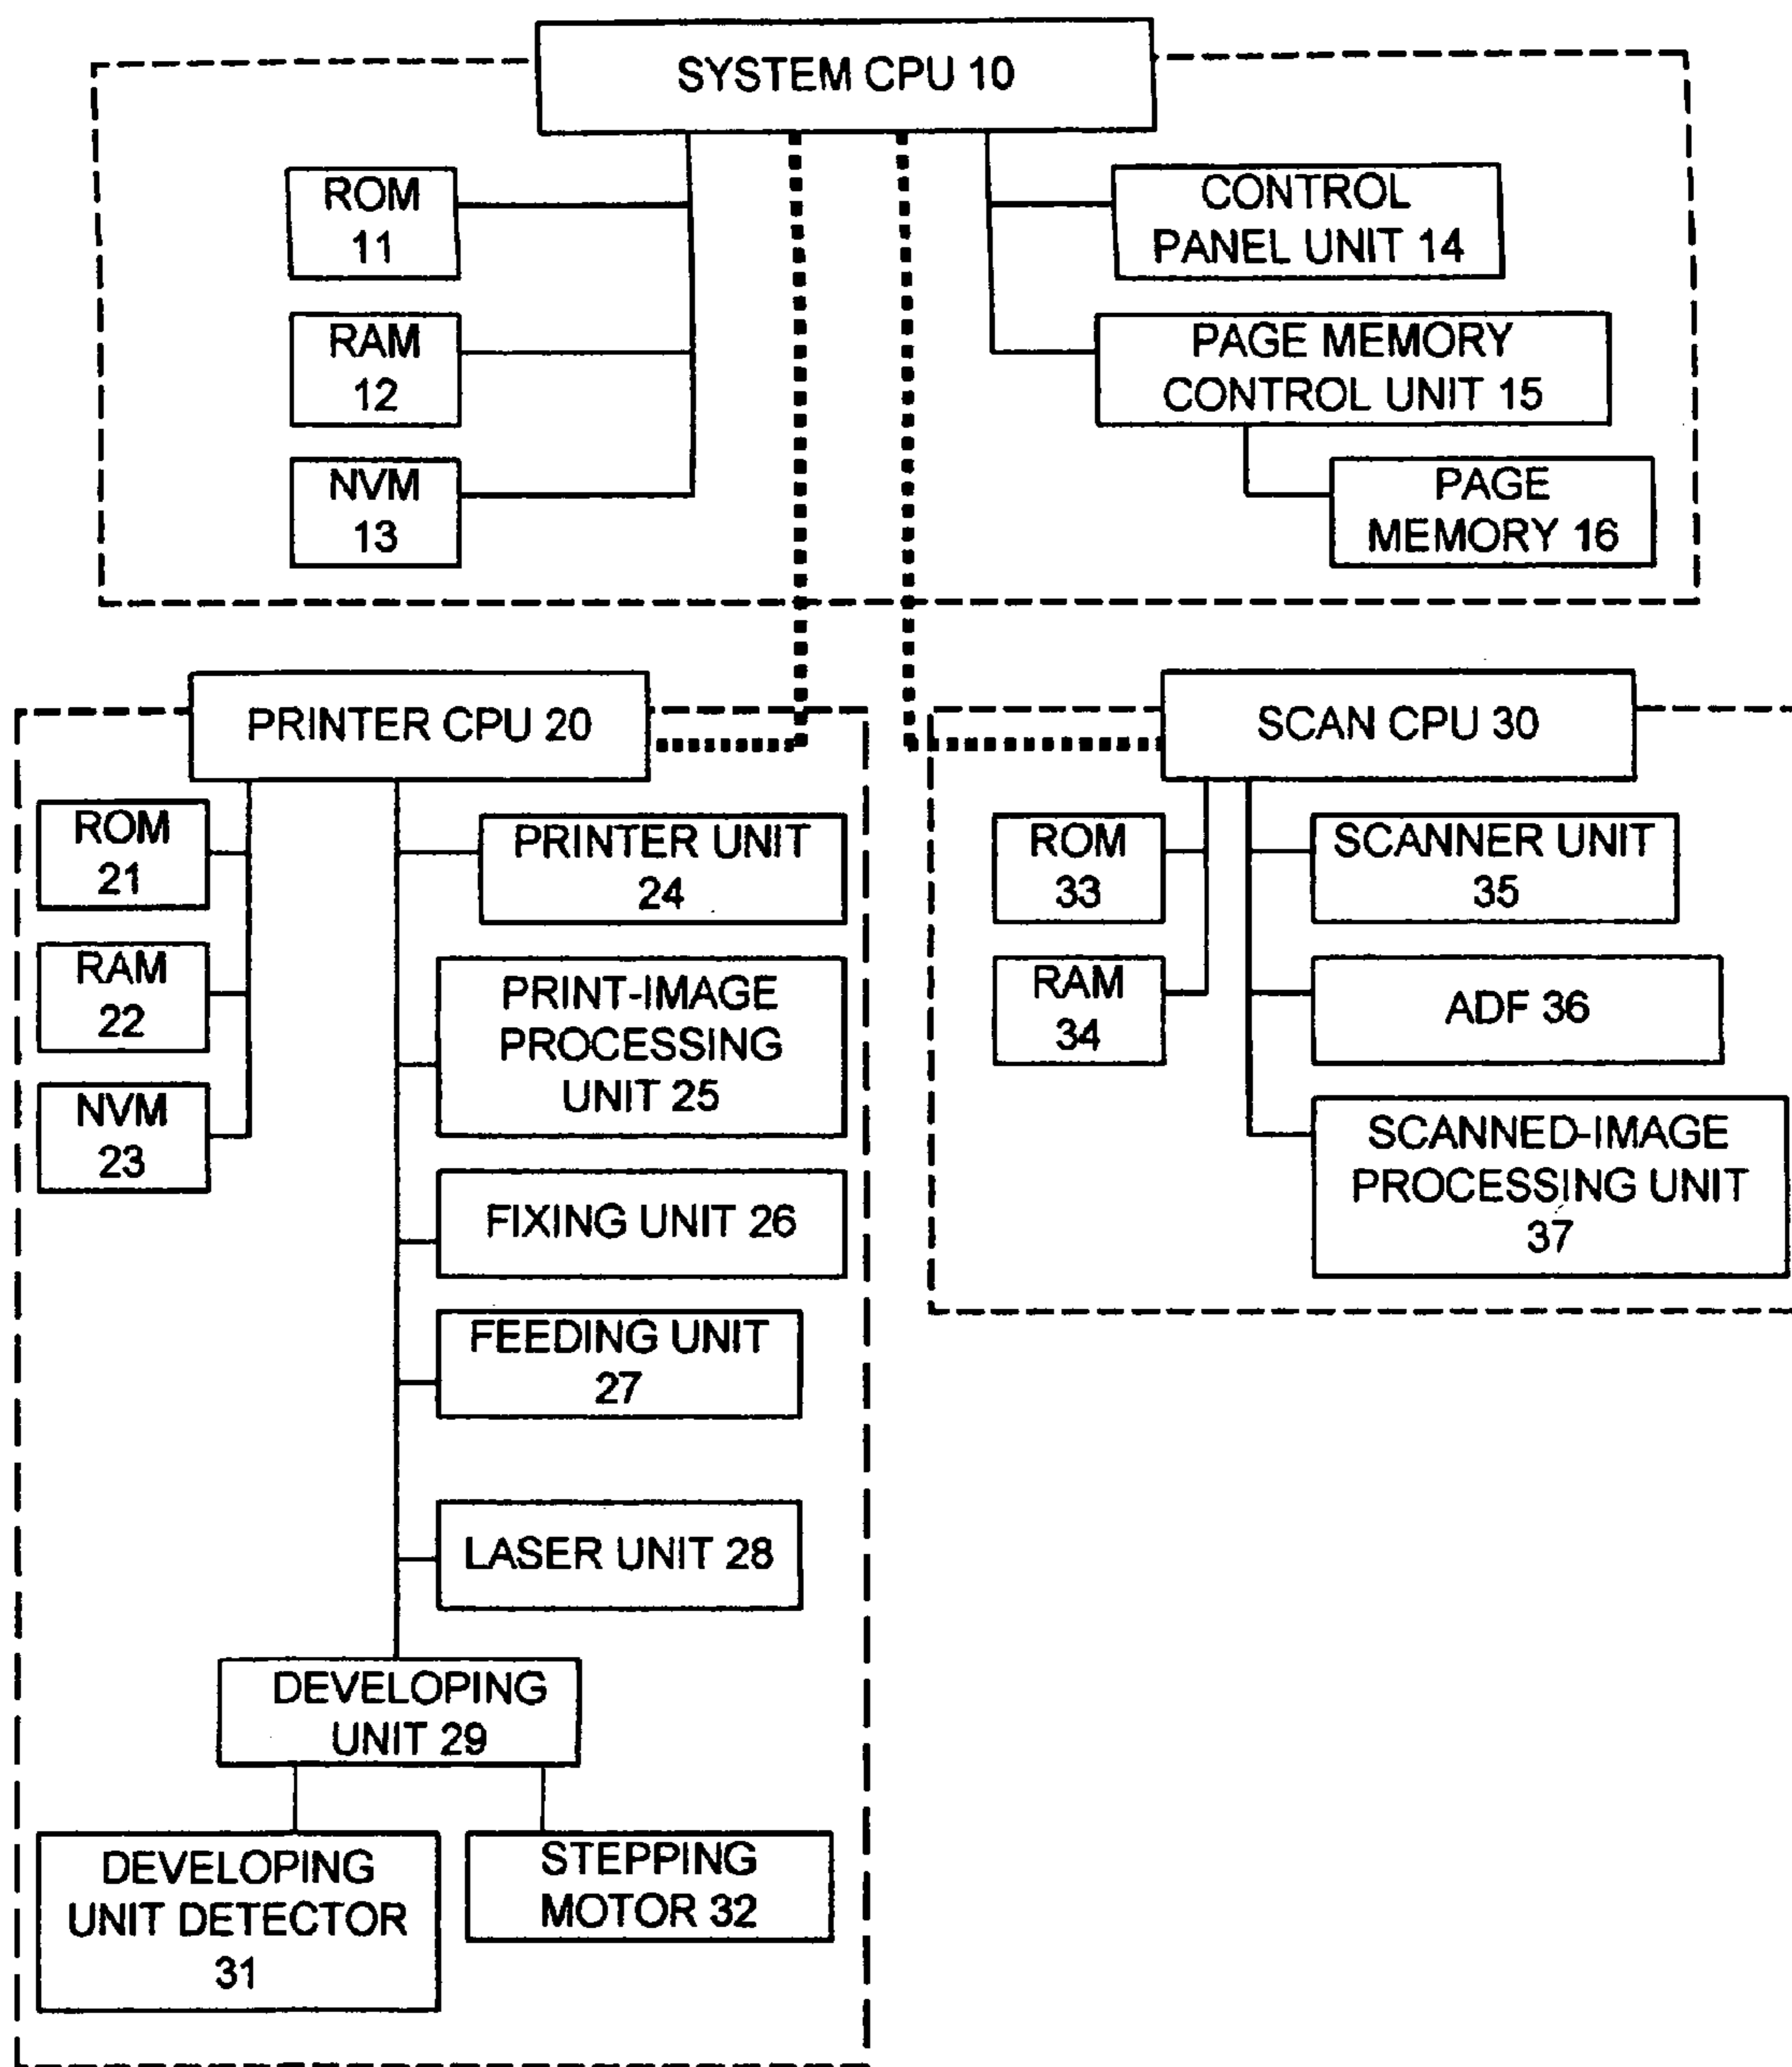 SYSTEM CPU 10
ROM
11
RAM
12
NVM
13
CONTROL
PANEL UNIT 14
PAGE MEMORY
CONTROL UNIT 15
PAGE
MEMORY 16
PRINTER CPU 20
ROM
21
RAM
22
NVM
23
PRINTER UNIT
24
PRINT-IMAGE
PROCESSING
UNIT 25
FIXING UNIT 26
FEEDING UNIT
27
LASER UNIT 28
DEVELOPING
UNIT 29
DEVELOPING
UNIT DETECTOR
31
STEPPING
MOTOR 32
SCAN CPU 30
ROM
33
RAM
34
SCANNER UNIT
35
ADF 36
SCANNED-IMAGE
PROCESSING UNIT
37